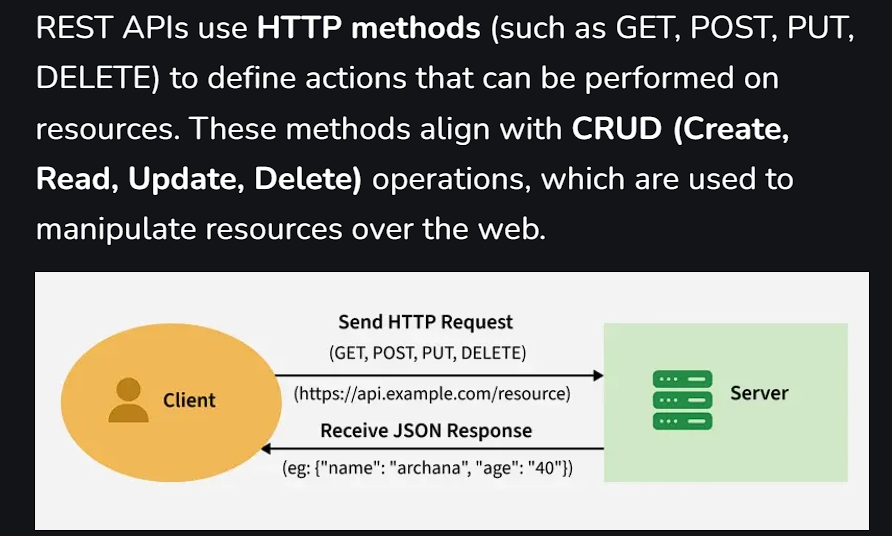 REST APIs use HTTP methods (such as GET, POST, PUT,
DELETE) to define actions that can be performed on
resources. These methods align with CRUD (Create,
Read, Update, Delete) operations, which are used to
manipulate resources over the web.
Send HTTP Request
(GET, POST, PUT, DELETE)
Client
(https://api.example.com/resource)
Server
Receive JSON Response
(eg: {"name": "archana", "age": "40"})